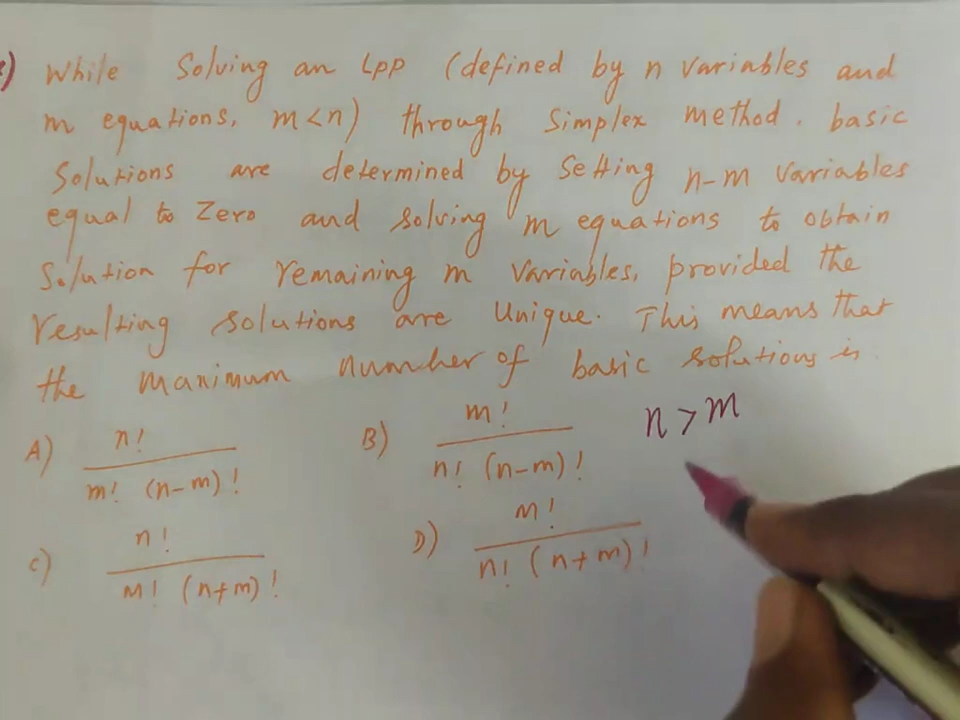 While Solving an LPP (defined by n variables and
m equations, m<n) through Simplex method. basic
Solutions are determined by Setting n-m variables
equal to Zero and solving m equations to obtain
Solution for remaining m variables, provided the
resulting solutions are Unique. This means that
the maximum number of basic solutions is
A) n! / m! (n-m)! B) m! / n! (n-m)! n > m
C) n! / m! (n+m)! D) m! / n! (n+m)!